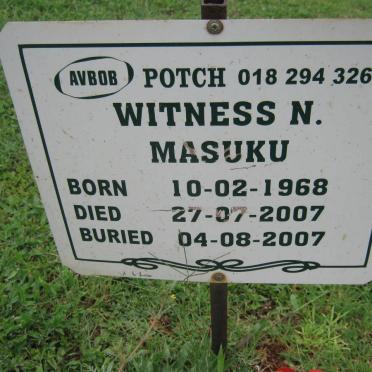 AVBOB POTCH 018 294 326
WITNESS N.
MASUKU
BORN 10-02-1968
DIED 27-07-2007
BURIED 04-08-2007